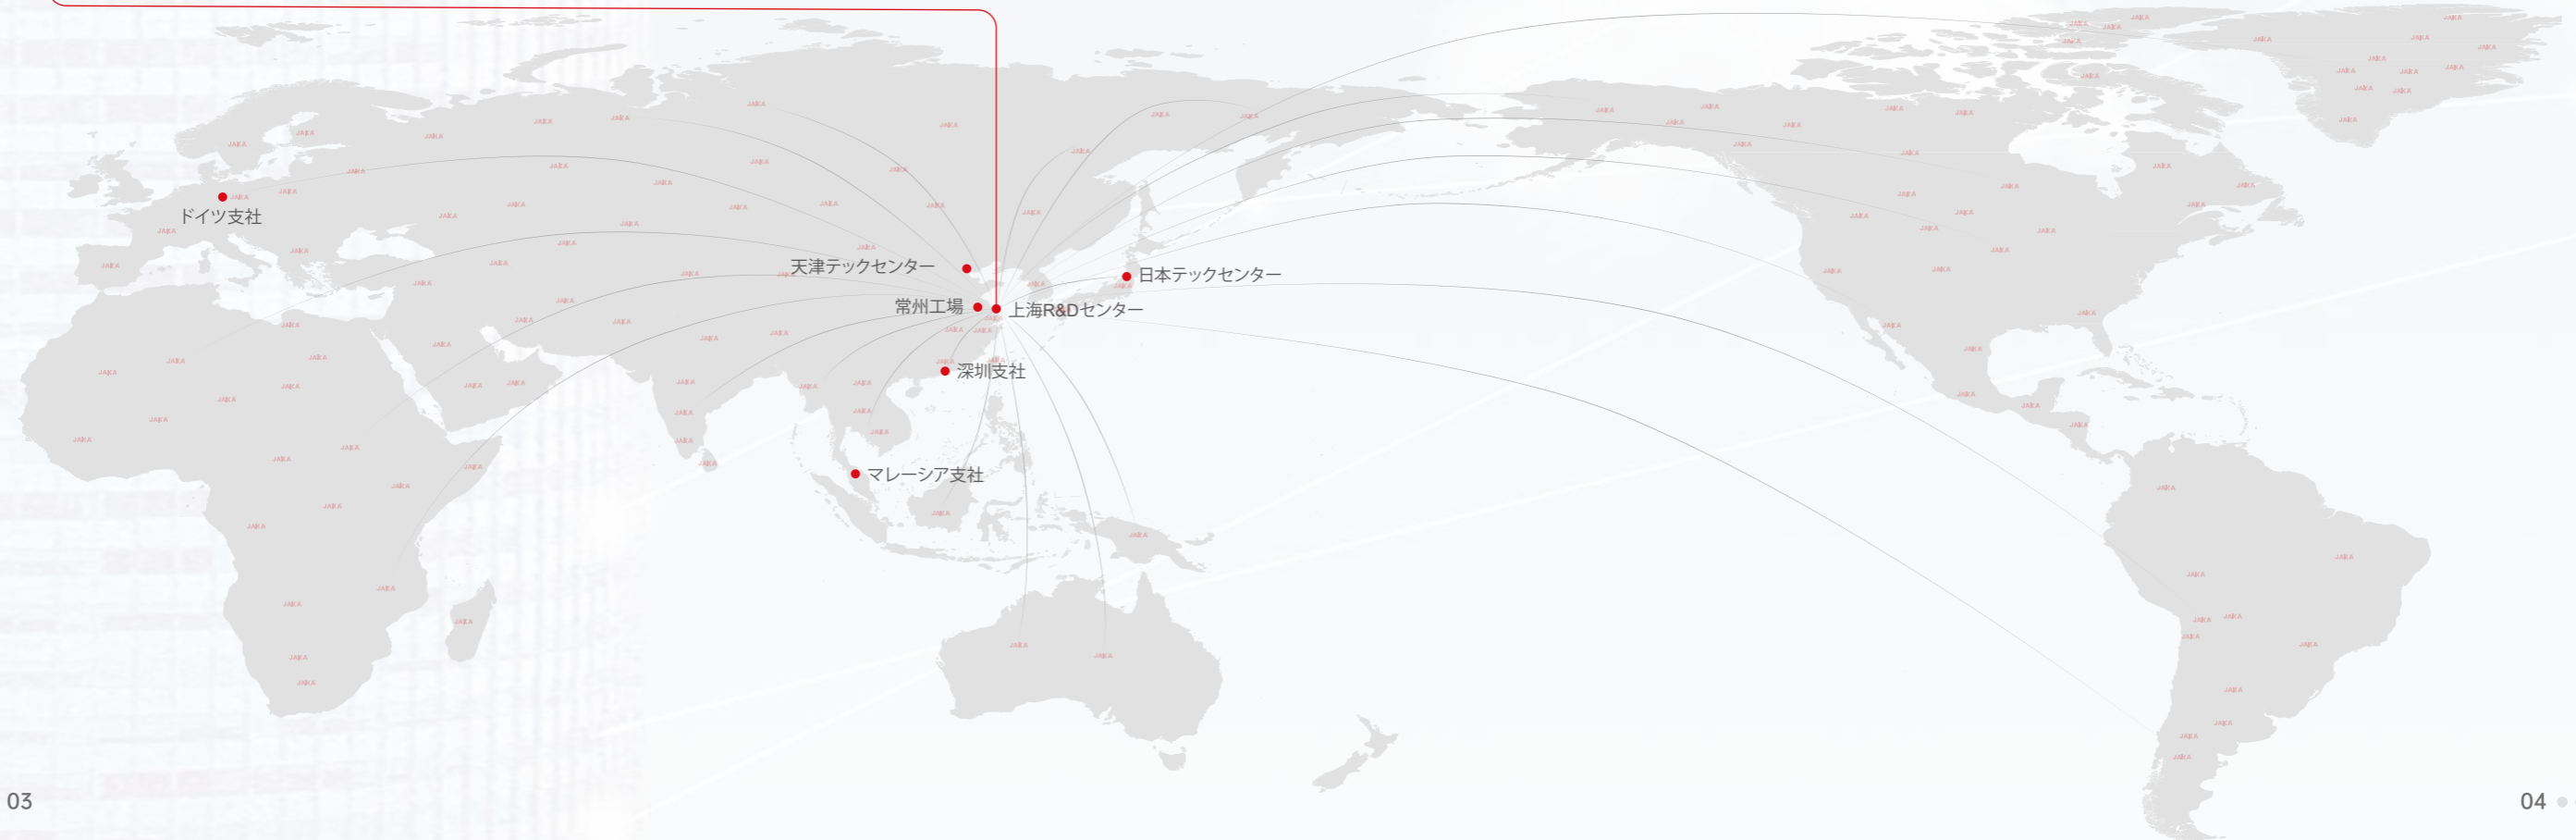 ドイツ支社
天津テックセンター
日本テックセンター
常州工場
上海R&Dセンター
深圳支社
マレーシア支社
JAKA
03
04